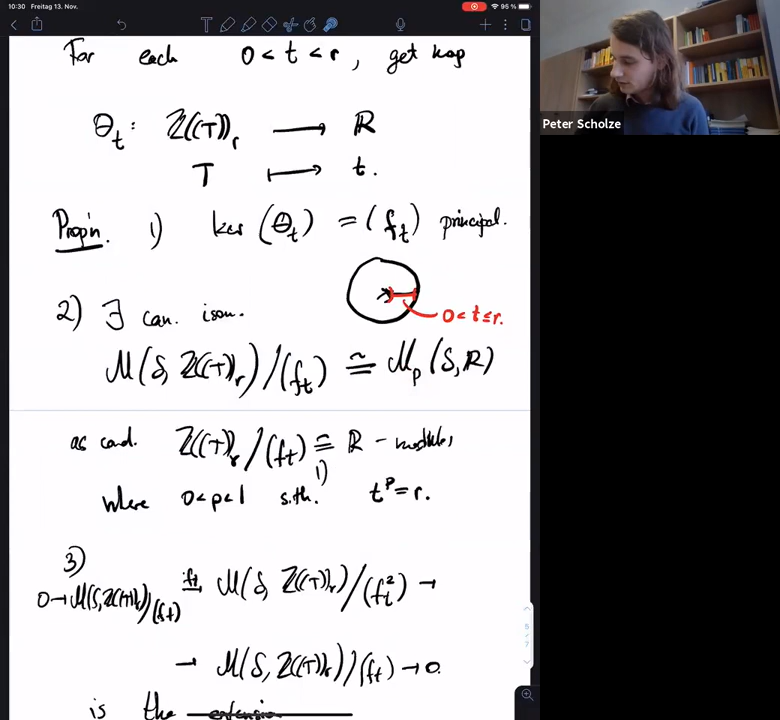 10:30 Freitag 13. Nov.
95 %
For each 0 < t < r, get map
θ_t : ℤ((T))_r ⟶ ℝ
T ⟼ t.
Prop'n. 1) ker (θ_t) = (f_t) principal.
0 < t ≤ r.
2) ∃ can. isom.
M(S, ℤ((T))_r)/(f_t) ≅ M_p(S, ℝ)
as cond. ℤ((T))_r/(f_t) ≅ ℝ - modules
1)
where 0<p<1 s.th. t^p = r.
3)
0 → M(S, ℤ((T))_r)/(f_t) M(S, ℤ((T))_r)/(f_t^2) →
→ M(S, ℤ((T))_r)/(f_t) → 0.
is the extension
Peter Scholze